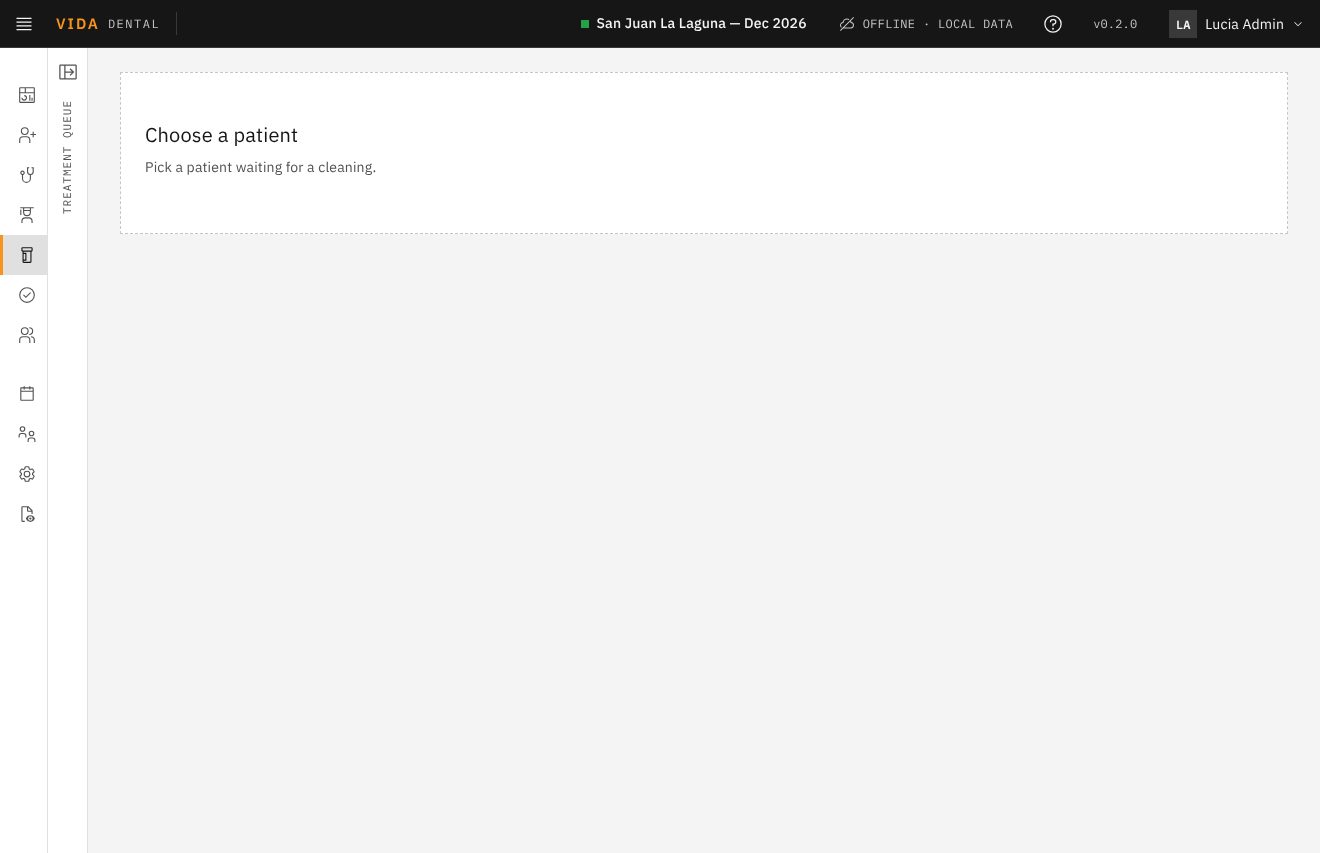 VIDA DENTAL
San Juan La Laguna — Dec 2026
OFFLINE · LOCAL DATA
v0.2.0
LA
Lucia Admin
TREATMENT QUEUE
Choose a patient
Pick a patient waiting for a cleaning.